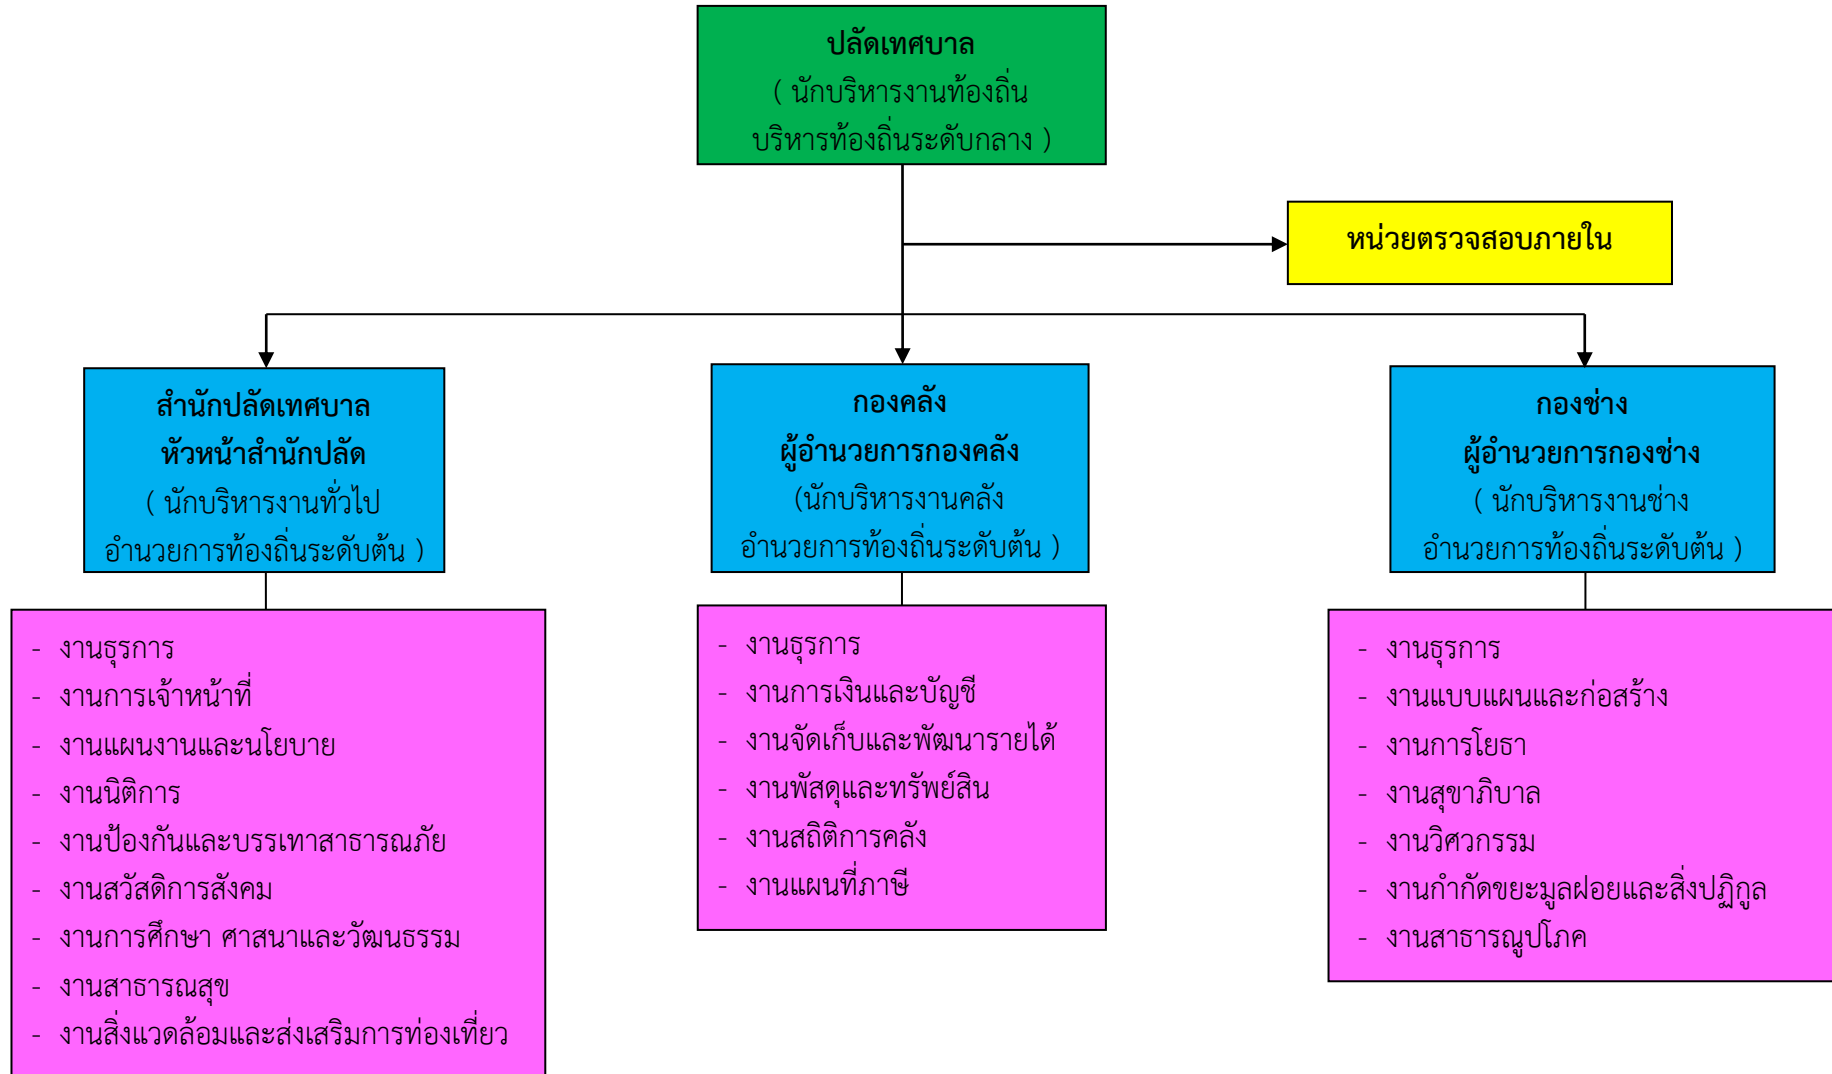 ปลัดเทศบาล
( นักบริหารงานท้องถิ่น
บริหารท้องถิ่นระดับกลาง )
หน่วยตรวจสอบภายใน
สำนักปลัดเทศบาล
หัวหน้าสำนักปลัด
( นักบริหารงานทั่วไป
อำนวยการท้องถิ่นระดับต้น )
กองคลัง
ผู้อำนวยการกองคลัง
(นักบริหารงานคลัง
อำนวยการท้องถิ่นระดับต้น )
กองช่าง
ผู้อำนวยการกองช่าง
( นักบริหารงานช่าง
อำนวยการท้องถิ่นระดับต้น )
- งานธุรการ
- งานการเจ้าหน้าที่
- งานแผนงานและนโยบาย
- งานนิติการ
- งานป้องกันและบรรเทาสาธารณภัย
- งานสวัสดิการสังคม
- งานการศึกษา ศาสนาและวัฒนธรรม
- งานสาธารณสุข
- งานสิ่งแวดล้อมและส่งเสริมการท่องเที่ยว
- งานธุรการ
- งานการเงินและบัญชี
- งานจัดเก็บและพัฒนารายได้
- งานพัสดุและทรัพย์สิน
- งานสถิติการคลัง
- งานแผนที่ภาษี
- งานธุรการ
- งานแบบแผนและก่อสร้าง
- งานการโยธา
- งานสุขาภิบาล
- งานวิศวกรรม
- งานกำกัดขยะมูลฝอยและสิ่งปฏิกูล
- งานสาธารณูปโภค